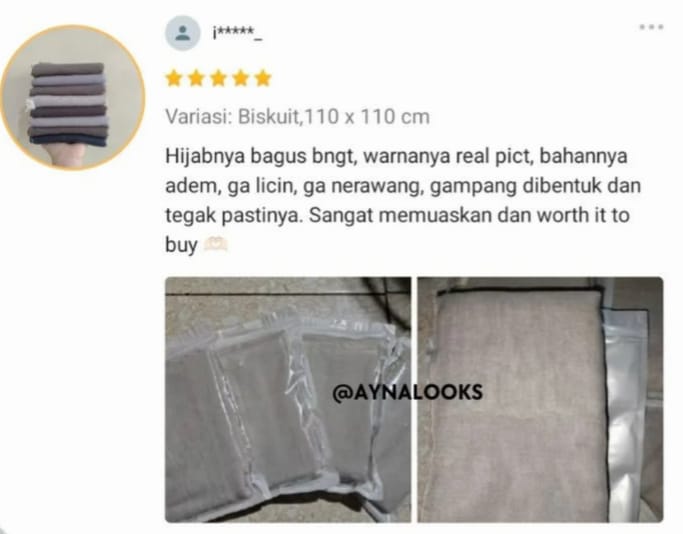 i*****_
Variasi: Biskuit,110 x 110 cm
Hijabnya bagus bngt, warnanya real pict, bahannya
adem, ga licin, ga nerawang, gampang dibentuk dan
tegak pastinya. Sangat memuaskan dan worth it to
buy 🫶🏻
@AYNALOOKS